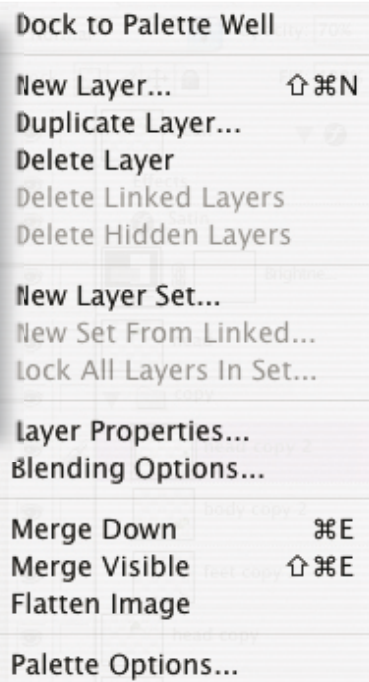 Dock to Palette Well
New Layer... ⇧⌘N
Duplicate Layer...
Delete Layer
Delete Linked Layers
Delete Hidden Layers
New Layer Set...
New Set From Linked...
Lock All Layers In Set...
Layer Properties...
Blending Options...
Merge Down ⌘E
Merge Visible ⇧⌘E
Flatten Image
Palette Options...